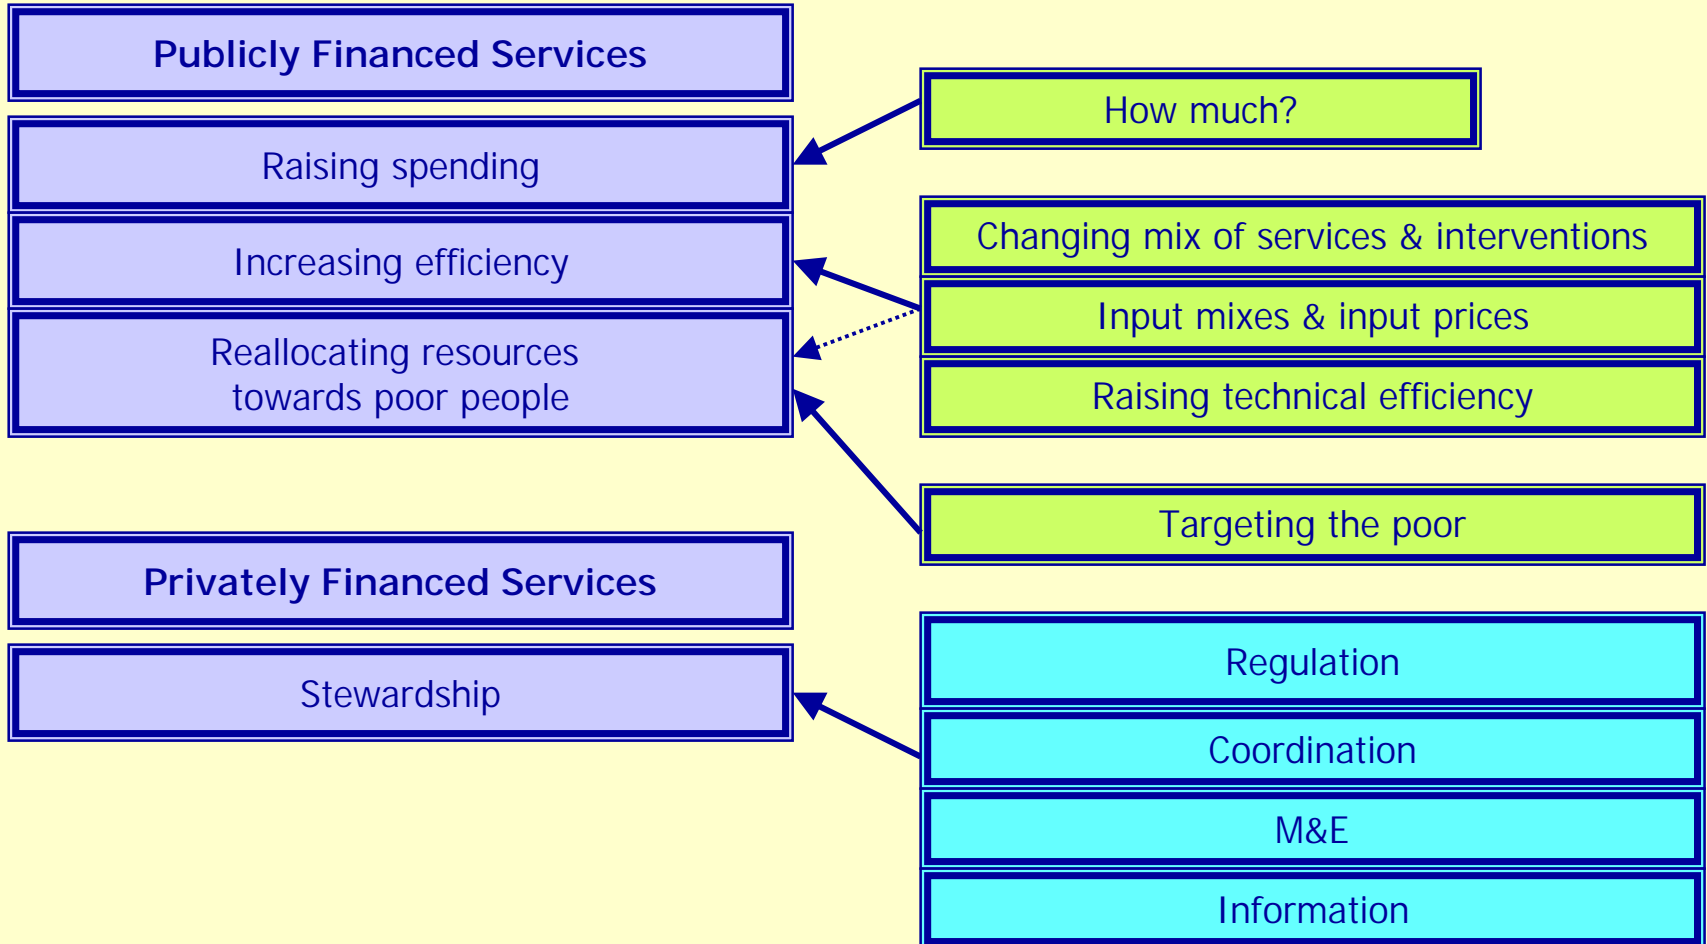 Publicly Financed Services
Raising spending
Increasing efficiency
Reallocating resources
towards poor people
Privately Financed Services
Stewardship
How much?
Changing mix of services & interventions
Input mixes & input prices
Raising technical efficiency
Targeting the poor
Regulation
Coordination
M&E
Information